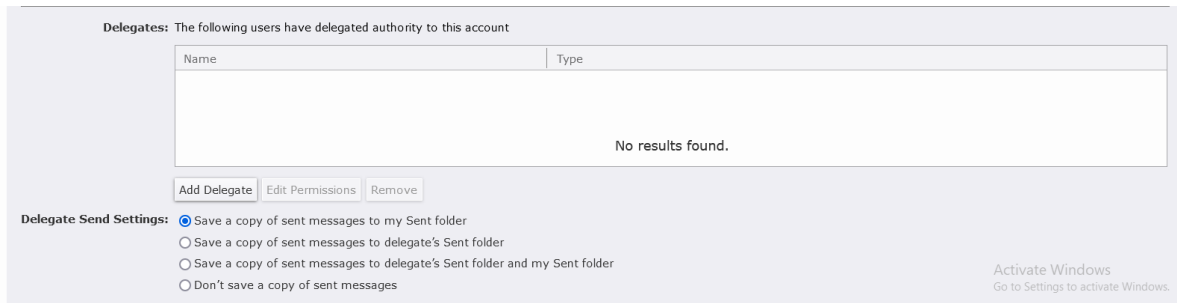 Delegates: The following users have delegated authority to this account
Name Type
No results found.
Add Delegate Edit Permissions Remove
Delegate Send Settings: Save a copy of sent messages to my Sent folder
Save a copy of sent messages to delegate's Sent folder
Save a copy of sent messages to delegate's Sent folder and my Sent folder
Don't save a copy of sent messages
Activate Windows
Go to Settings to activate Windows.